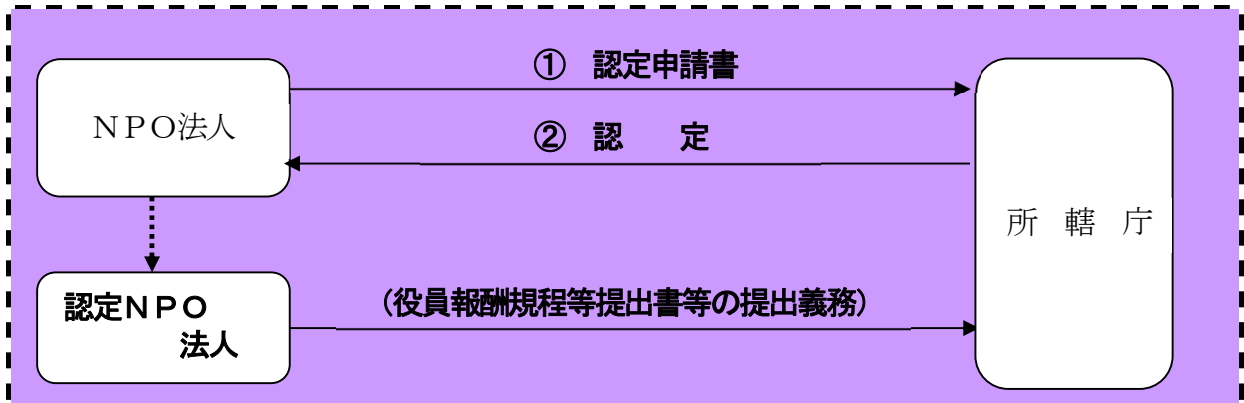 ① 認定申請書
NPO法人
② 認　　定
所　轄　庁
認定NPO
法人
(役員報酬規程等提出書等の提出義務)